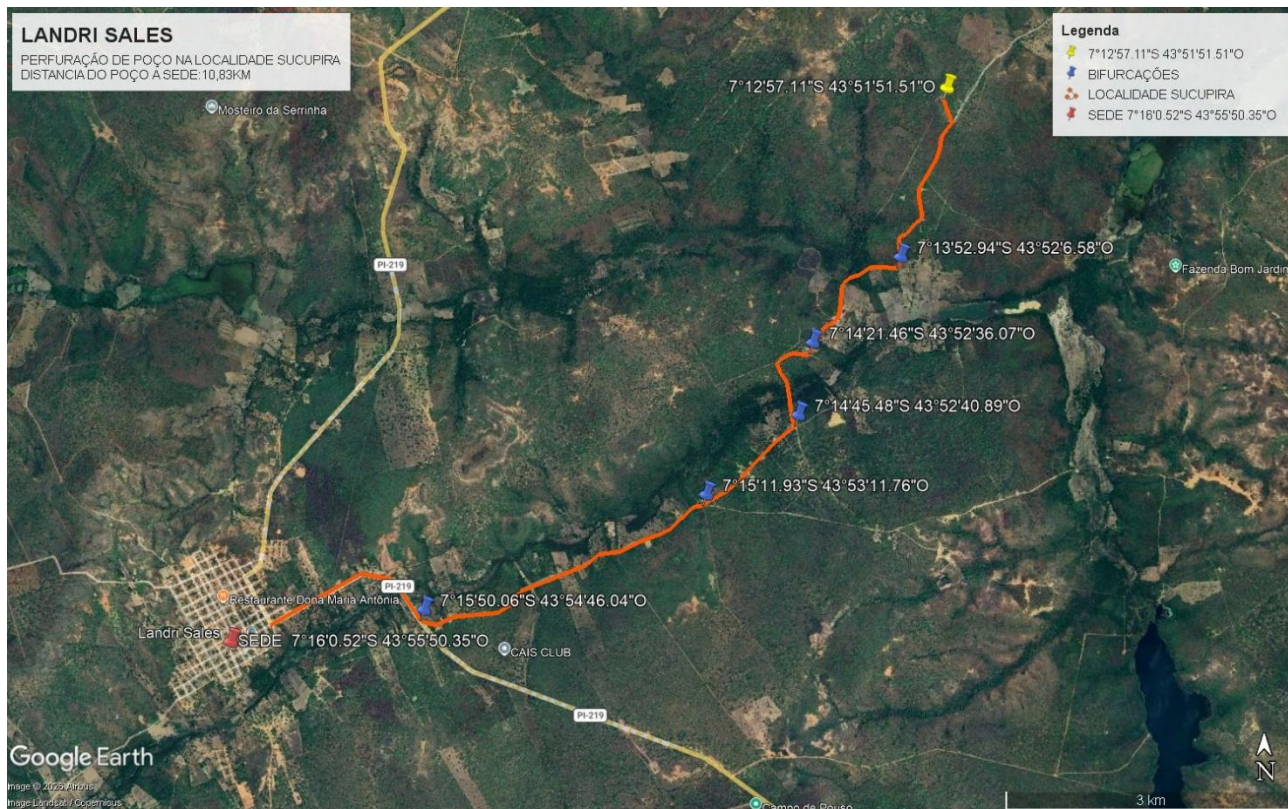 LANDRI SALES
PERFURAÇÃO DE POÇO NA LOCALIDADE SUCUPIRA
DISTANCIA DO POÇO A SEDE:10,83KM
Legenda
7°12'57.11"S 43°51'51.51"O
BIFURCAÇÕES
LOCALIDADE SUCUPIRA
SEDE 7°16'0.52"S 43°55'50.35"O
7°12'57.11"S 43°51'51.51"O
Mosteiro da Serrinha
7°13'52.94"S 43°52'6.58"O
PI-219
Fazenda Bom Jardin
7°14'21.46"S 43°52'36.07"O
7°14'45.48"S 43°52'40.89"O
7°15'11.93"S 43°53'11.76"O
PI-219
Restaurante Dona Maria Antônia
7°15'50.06"S 43°54'46.04"O
Landri Sales
SEDE 7°16'0.52"S 43°55'50.35"O
CAIS CLUB
PI-219
Google Earth
N
Image © 2025 Airbus
Image Landsat / Copernicus
Campo de Pouso
3 km